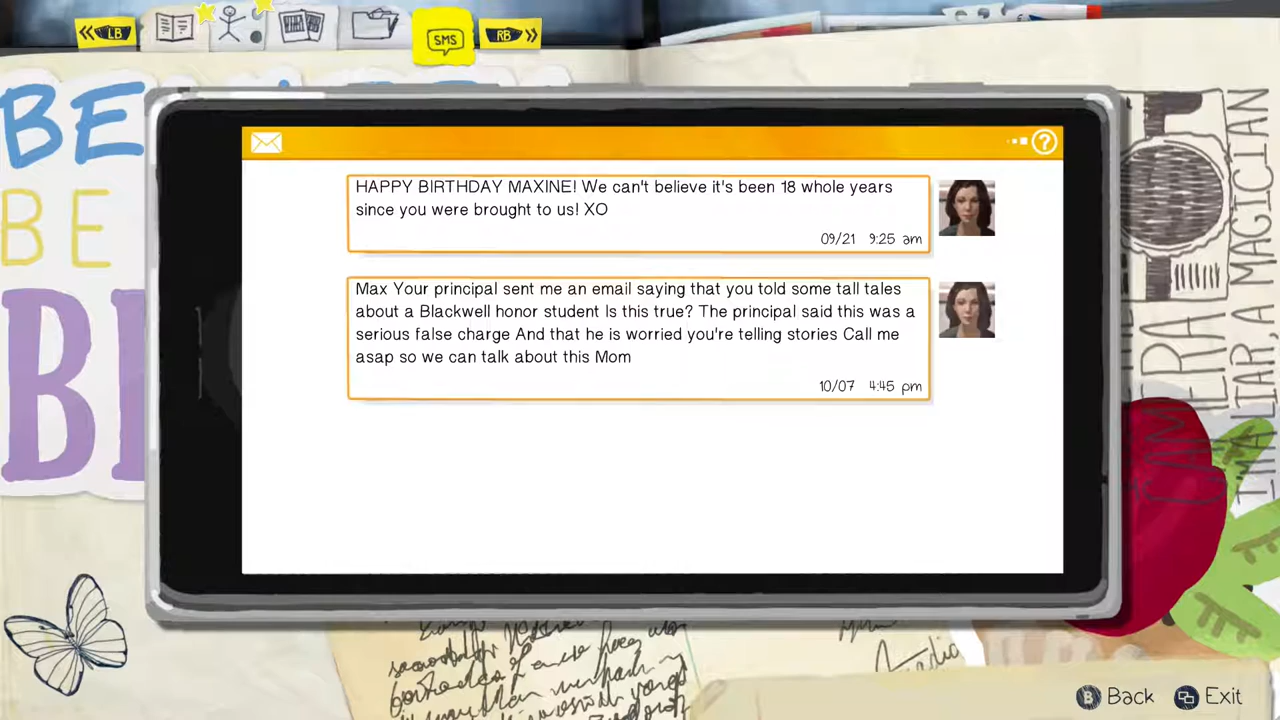 LB
SMS
RB
BE
BE
HAPPY BIRTHDAY MAXINE! We can't believe it's been 18 whole years
since you were brought to us! XO
09/21 9:25 am
Max Your principal sent me an email saying that you told some tall tales
about a Blackwell honor student Is this true? The principal said this was a
serious false charge And that he is worried you're telling stories Call me
asap so we can talk about this Mom
10/07 4:45 pm
CAMERA
I'M A LIAR, A MAGICIAN
B Back
Exit